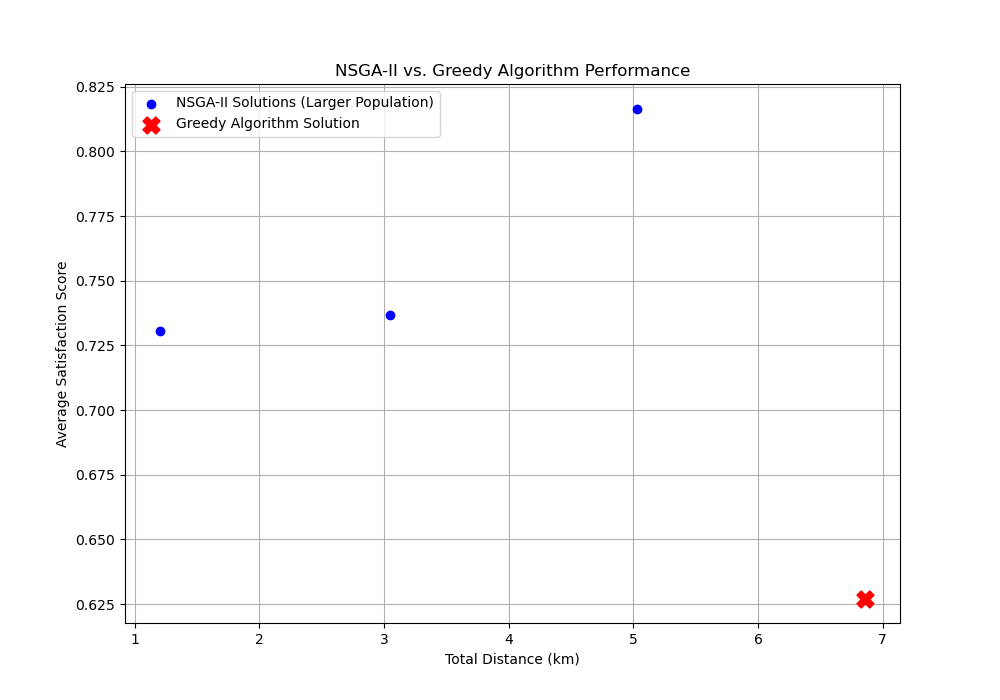 NSGA-II vs. Greedy Algorithm Performance
NSGA-II Solutions (Larger Population)
Greedy Algorithm Solution
Average Satisfaction Score
0.825
0.800
0.775
0.750
0.725
0.700
0.675
0.650
0.625
1 2 3 4 5 6 7
Total Distance (km)